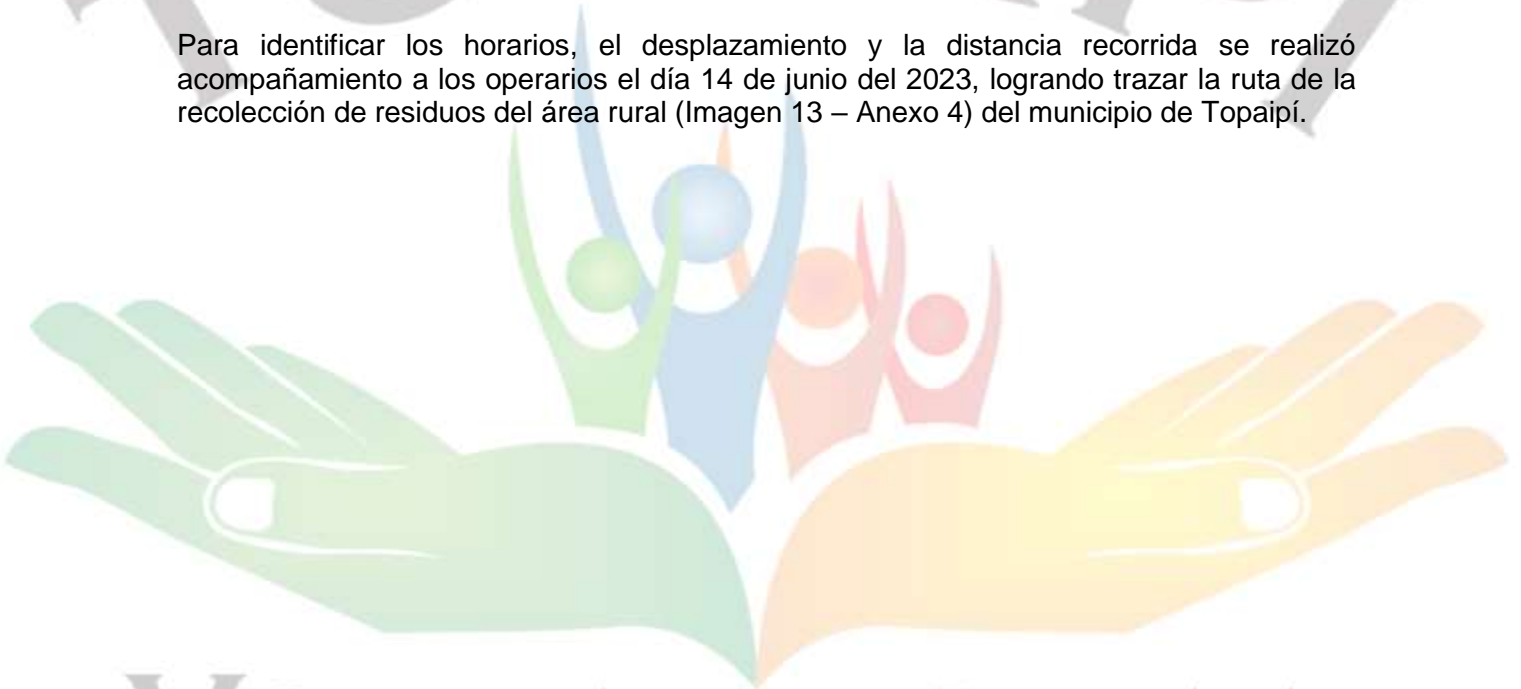 Para identificar los horarios, el desplazamiento y la distancia recorrida se realizó
acompañamiento a los operarios el día 14 de junio del 2023, logrando trazar la ruta de la
recolección de residuos del área rural (Imagen 13 – Anexo 4) del municipio de Topaipí.